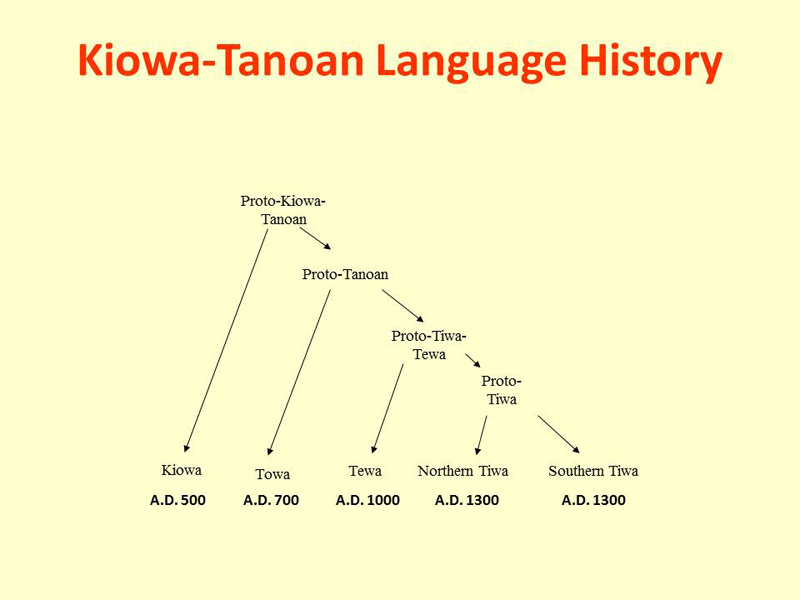 Kiowa-Tanoan Language History
Proto-Kiowa-
Tanoan
Proto-Tanoan
Proto-Tiwa-
Tewa
Proto-
Tiwa
Kiowa Towa Tewa Northern Tiwa Southern Tiwa
A.D. 500 A.D. 700 A.D. 1000 A.D. 1300 A.D. 1300